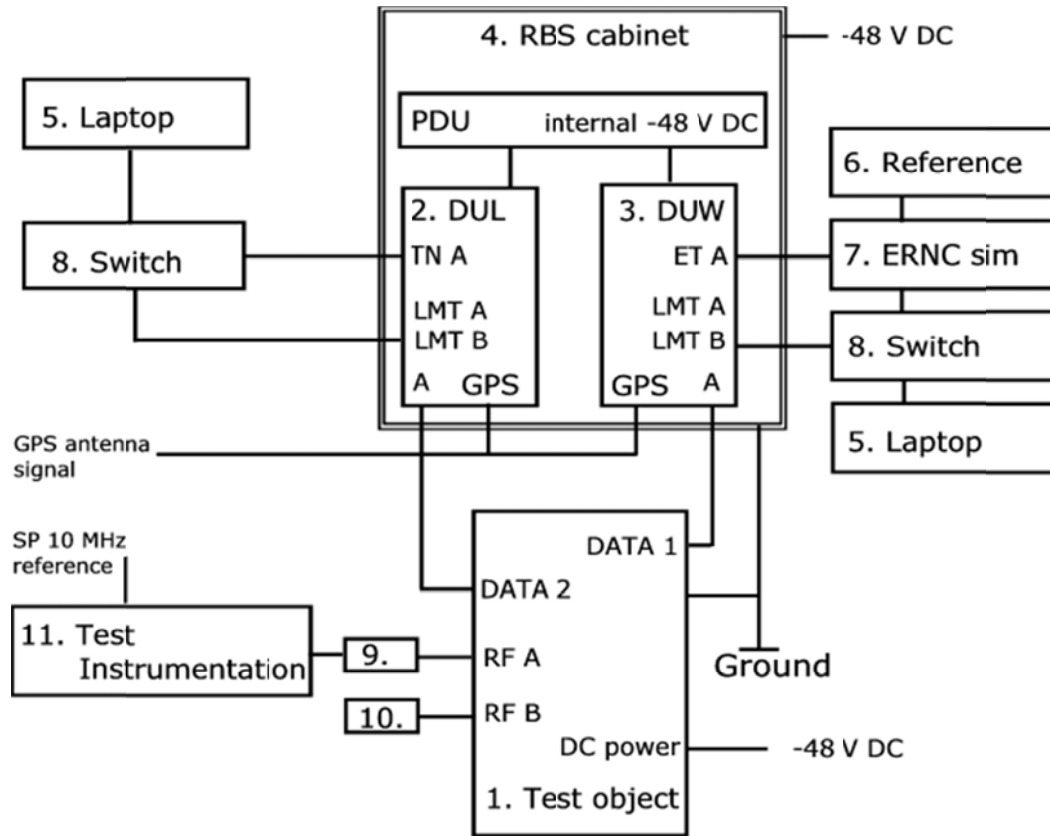 4. RBS cabinet
-48 V DC
5. Laptop
PDU internal -48 V DC
6. Reference
2. DUL
3. DUW
8. Switch
TN A
ET A
7. ERNC sim
LMT A
LMT A
LMT B
LMT B
8. Switch
A GPS
GPS A
GPS antenna
signal
5. Laptop
SP 10 MHz
reference
DATA 1
DATA 2
11. Test
Instrumentation
9.
RF A
Ground
10.
RF B
DC power
-48 V DC
1. Test object